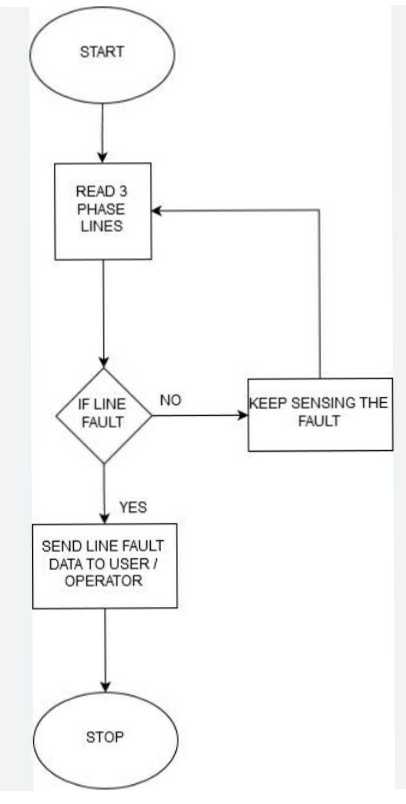 START
READ 3
PHASE
LINES
IF LINE
FAULT
NO
KEEP SENSING THE
FAULT
YES
SEND LINE FAULT
DATA TO USER /
OPERATOR
STOP